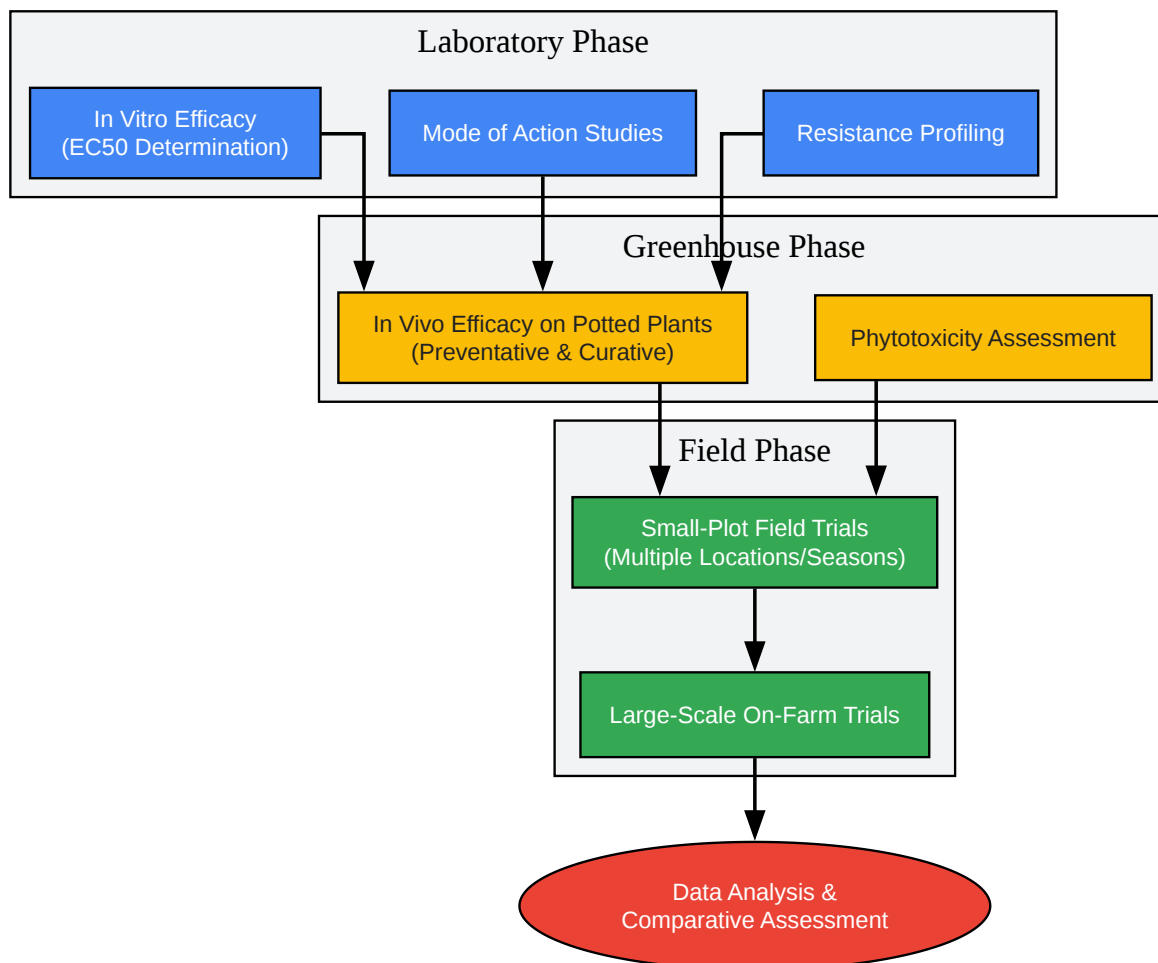 Laboratory Phase
In Vitro Efficacy
(EC50 Determination)
Mode of Action Studies
Resistance Profiling
Greenhouse Phase
In Vivo Efficacy on Potted Plants
(Preventative & Curative)
Phytotoxicity Assessment
Field Phase
Small-Plot Field Trials
(Multiple Locations/Seasons)
Large-Scale On-Farm Trials
Data Analysis &
Comparative Assessment